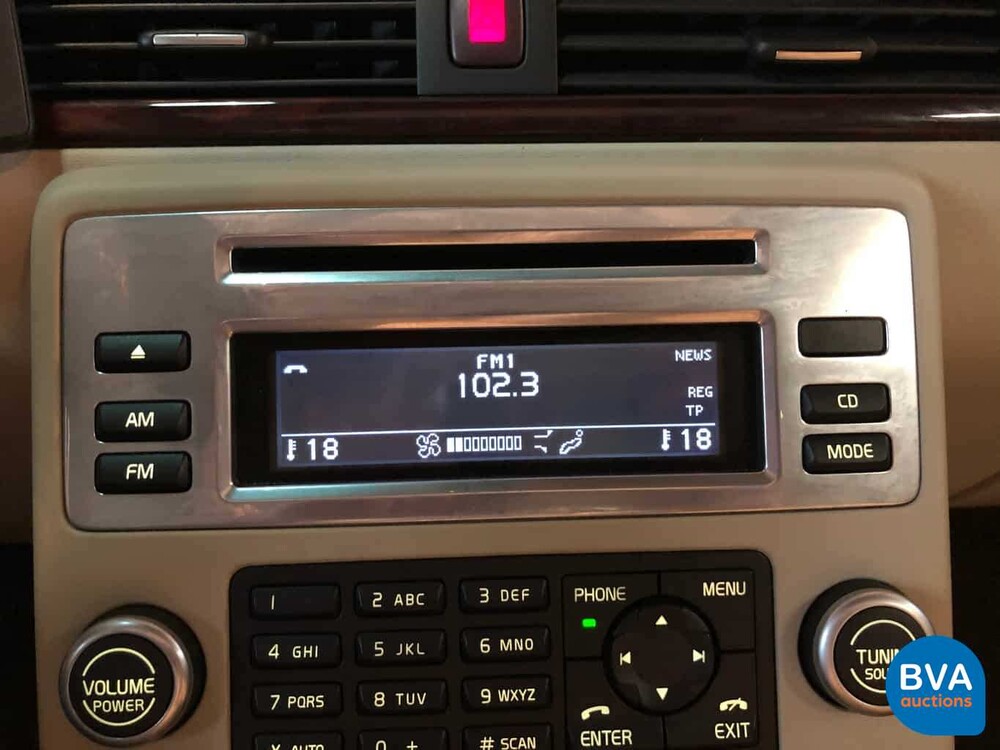 FM1
NEWS
102.3
REG
TP
18
18
AM
FM
CD
MODE
1
2 ABC
3 DEF
4 GHI
5 JKL
6 MNO
7 PQRS
8 TUV
9 WXYZ
0 +
# SCAN
PHONE
MENU
ENTER
EXIT
VOLUME
POWER
BVA
auctions